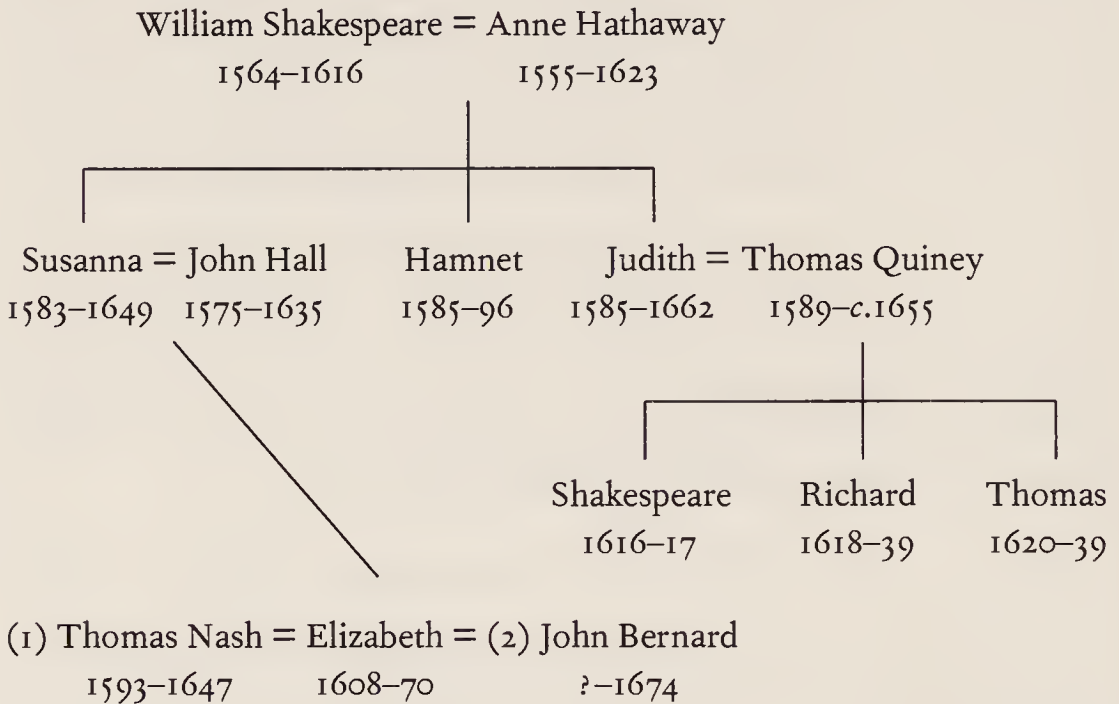 William Shakespeare = Anne Hathaway
1564–1616 1555–1623
Susanna = John Hall Hamnet Judith = Thomas Quiney
1583–1649 1575–1635 1585–96 1585–1662 1589–c.1655
Shakespeare Richard Thomas
1616–17 1618–39 1620–39
(1) Thomas Nash = Elizabeth = (2) John Bernard
1593–1647 1608–70 ?–1674